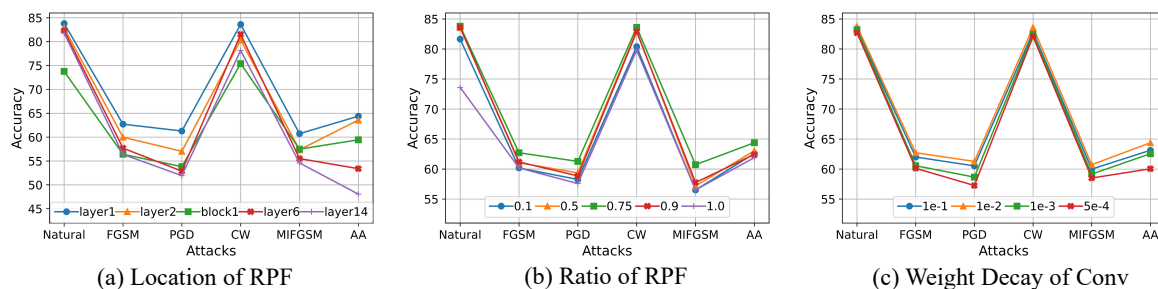 85
80
75
70
65
60
55
50
45
Accuracy
layer1 layer2 block1 layer6 layer14
Natural FGSM PGD CW MIFGSM AA
Attacks
(a) Location of RPF
85
80
75
70
65
60
55
Accuracy
0.1 0.5 0.75 0.9 1.0
Natural FGSM PGD CW MIFGSM AA
Attacks
(b) Ratio of RPF
85
80
75
70
65
60
55
Accuracy
1e-1 1e-2 1e-3 5e-4
Natural FGSM PGD CW MIFGSM AA
Attacks
(c) Weight Decay of Conv